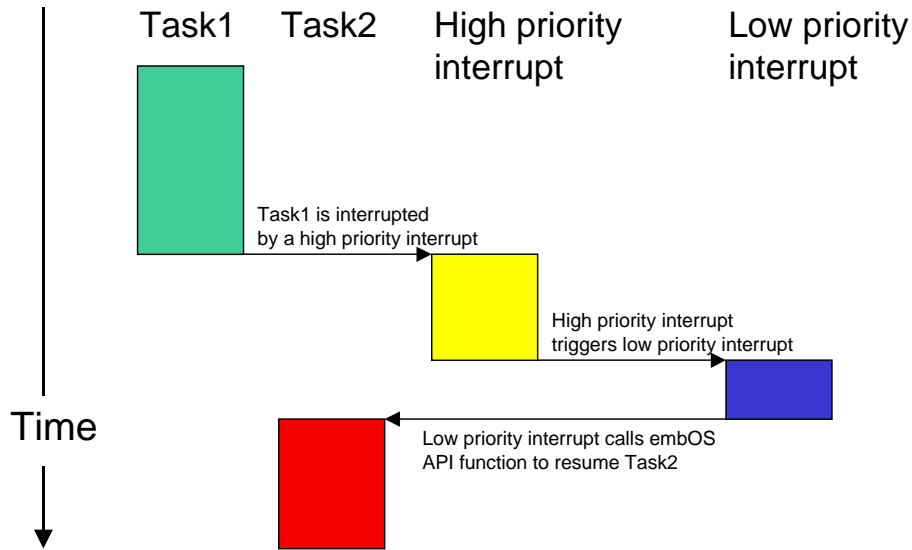 Task1
Task2
High priority
interrupt
Low priority
interrupt
Task1 is interrupted
by a high priority interrupt
High priority interrupt
triggers low priority interrupt
Time
Low priority interrupt calls embOS
API function to resume Task2